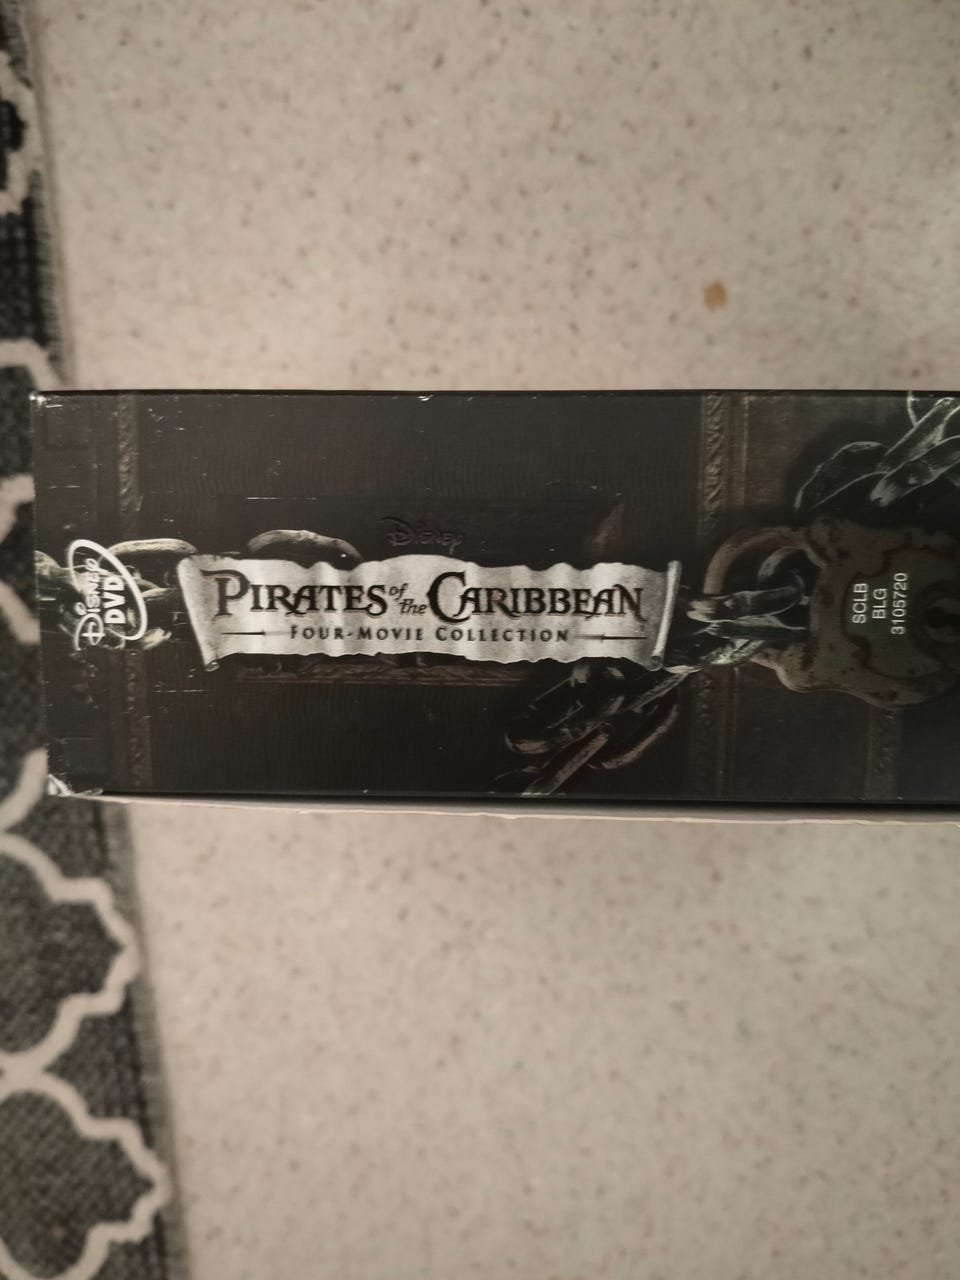 Disney
DVD
Disney
PIRATES of the CARIBBEAN
FOUR-MOVIE COLLECTION
SCLB
BLG
3105720